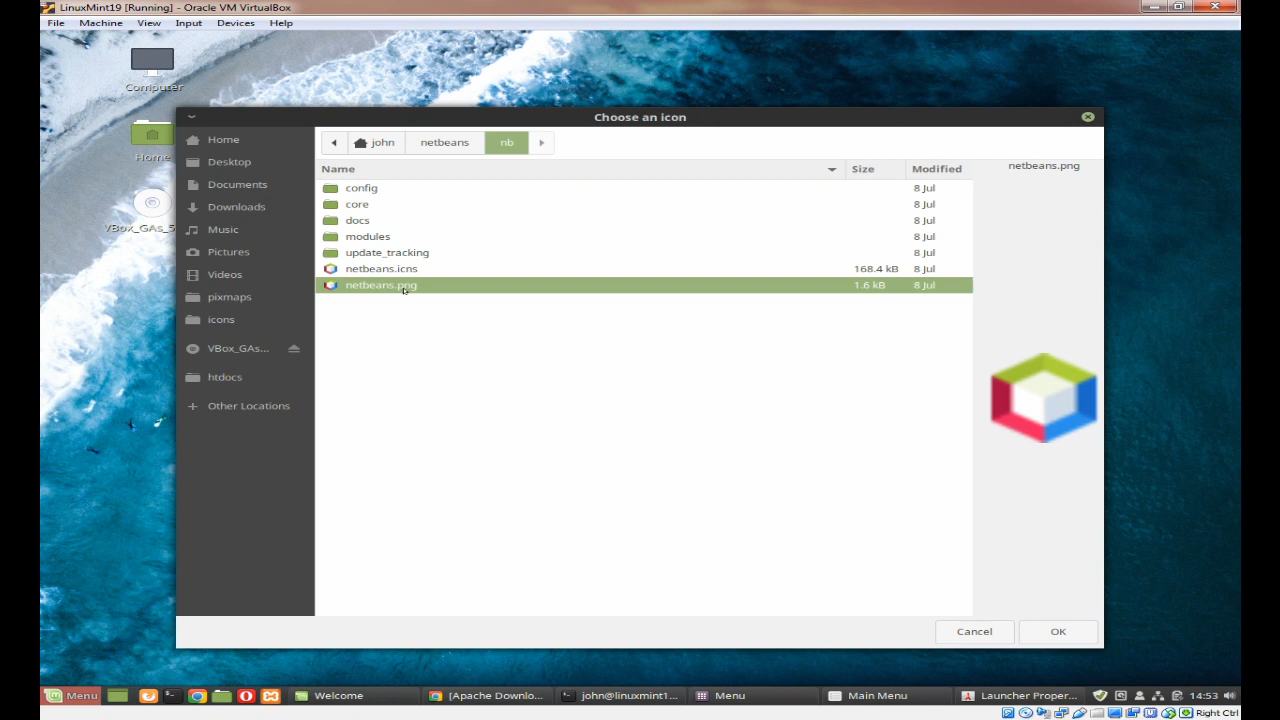 LinuxMint19 [Running] - Oracle VM VirtualBox
File Machine View Input Devices Help
Computer
Home
VBox_GAs_5
Choose an icon
Home
Desktop
Documents
Downloads
Music
Pictures
Videos
pixmaps
icons
VBox_GAs...
htdocs
Other Locations
john netbeans nb
Name Size Modified
config 8 Jul
core 8 Jul
docs 8 Jul
modules 8 Jul
update_tracking 8 Jul
netbeans.icns 168.4 kB 8 Jul
netbeans.png 1.6 kB 8 Jul
netbeans.png
Cancel OK
Menu Welcome [Apache Downlo... john@linuxmint1... Menu Main Menu Launcher Proper... 14:53
Right Ctrl